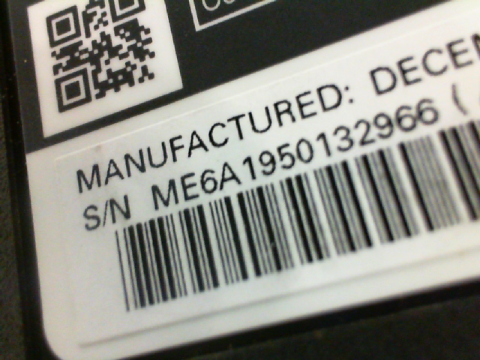 MANUFACTURED: DECEM
S/N ME6A1950132966 (